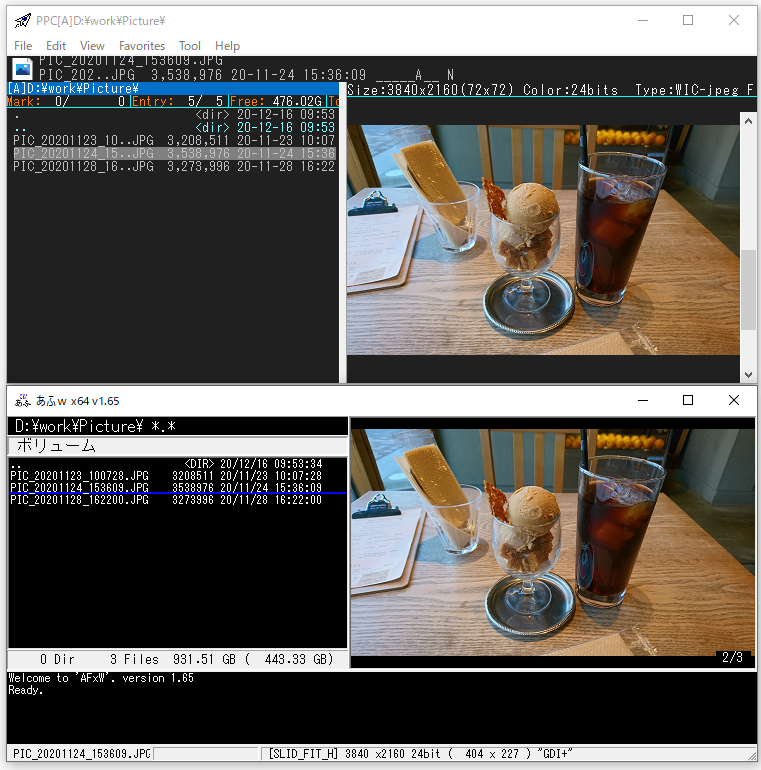 PPC[A]D:¥work¥Picture¥
File Edit View Favorites Tool Help
PIC_20201124_153609.JPG
PIC_202..JPG 3,538,976 20-11-24 15:36:09 _____A__ N
[A]D:¥work¥Picture¥
Mark: 0/ 0 Entry: 5/ 5 Free: 476.02G To
. <dir> 20-12-16 09:53
.. <dir> 20-12-16 09:53
PIC_20201123_10..JPG 3,208,511 20-11-23 10:07
PIC_20201124_15..JPG 3,538,976 20-11-24 15:36
PIC_20201128_16..JPG 3,273,996 20-11-28 16:22
Size:3840x2160(72x72) Color:24bits Type:WIC-jpeg F
あふｗ x64 v1.65
D:¥work¥Picture¥ *.*
ボリューム
.. <DIR> 20/12/16 09:53:34
PIC_20201123_100728.JPG 3208511 20/11/23 10:07:28
PIC_20201124_153609.JPG 3538976 20/11/24 15:36:09
PIC_20201128_162200.JPG 3273996 20/11/28 16:22:00
0 Dir 3 Files 931.51 GB ( 443.33 GB)
2/3
Welcome to 'AFxW'. version 1.65
Ready.
PIC_20201124_153609.JPG
[SLID_FIT_H] 3840 x2160 24bit ( 404 x 227 ) "GDI+"